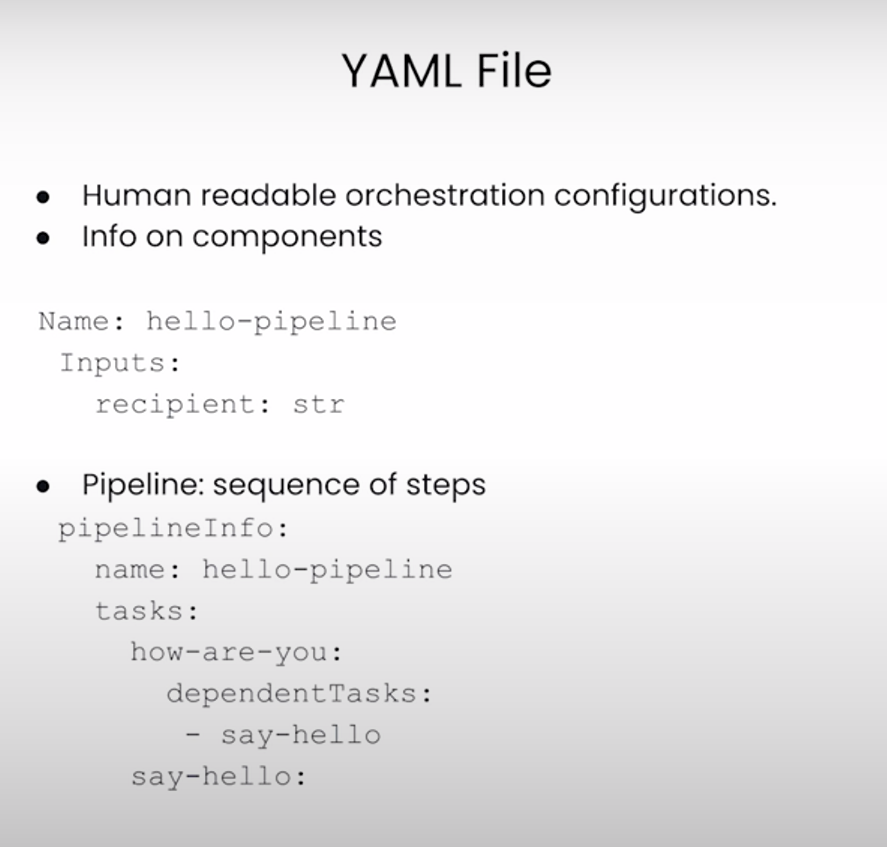 YAML File
● Human readable orchestration configurations.
● Info on components
Name: hello-pipeline
Inputs:
recipient: str
● Pipeline: sequence of steps
pipelineInfo:
name: hello-pipeline
tasks:
how-are-you:
dependentTasks:
- say-hello
say-hello: